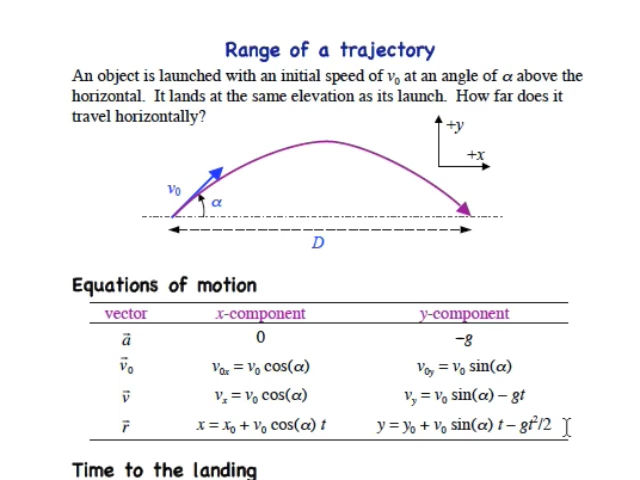 Range of a trajectory
An object is launched with an initial speed of v₀ at an angle of α above the
horizontal. It lands at the same elevation as its launch. How far does it
travel horizontally?
+y
+x
v₀
α
D
Equations of motion
vector x-component y-component
a⃗ 0 –g
v⃗₀ v₀ₓ = v₀ cos(α) v₀y = v₀ sin(α)
v⃗ vₓ = v₀ cos(α) vy = v₀ sin(α) – gt
r⃗ x = x₀ + v₀ cos(α) t y = y₀ + v₀ sin(α) t – gt²/2
Time to the landing